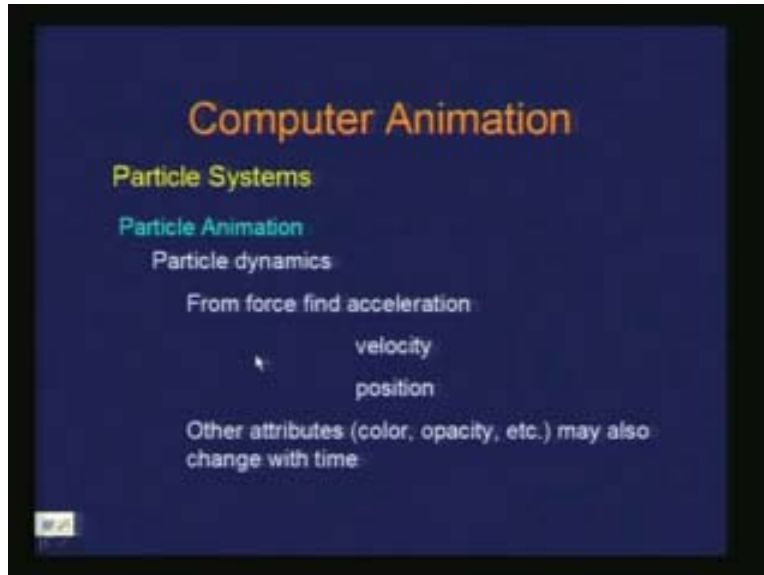 Computer Animation
Particle Systems
Particle Animation
Particle dynamics
From force find acceleration
velocity
position
Other attributes (color, opacity, etc.) may also
change with time